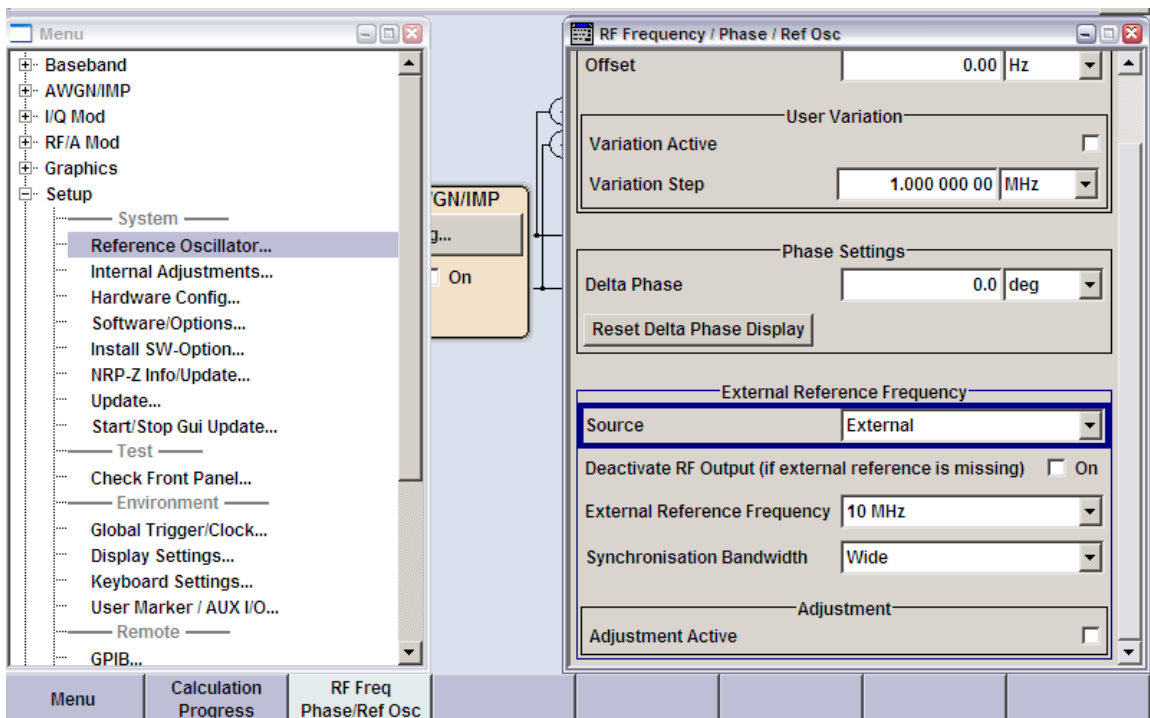 Menu
Baseband
AWGN/IMP
I/Q Mod
RF/A Mod
Graphics
Setup
System
Reference Oscillator...
Internal Adjustments...
Hardware Config...
Software/Options...
Install SW-Option...
NRP-Z Info/Update...
Update...
Start/Stop Gui Update...
Test
Check Front Panel...
Environment
Global Trigger/Clock...
Display Settings...
Keyboard Settings...
User Marker / AUX I/O...
Remote
GPIB...
GN/IMP
g...
On
RF Frequency / Phase / Ref Osc
Offset 0.00 Hz
User Variation
Variation Active
Variation Step 1.000 000 00 MHz
Phase Settings
Delta Phase 0.0 deg
Reset Delta Phase Display
External Reference Frequency
Source External
Deactivate RF Output (if external reference is missing) On
External Reference Frequency 10 MHz
Synchronisation Bandwidth Wide
Adjustment
Adjustment Active
Menu
Calculation
Progress
RF Freq
Phase/Ref Osc